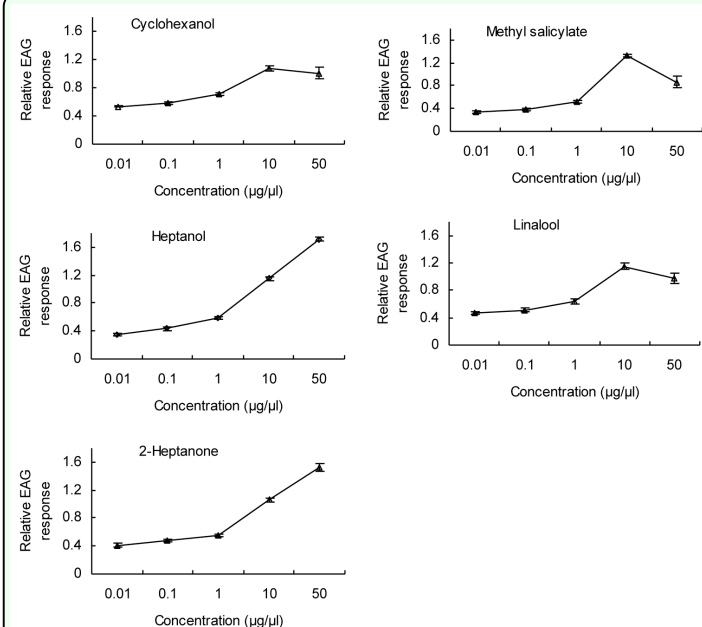 Cyclohexanol
1.6
1.2
0.8
0.4
0
Relative EAG
response
0.01 0.1 1 10 50
Concentration (µg/µl)
Methyl salicylate
1.6
1.2
0.8
0.4
0
Relative EAG
response
0.01 0.1 1 10 50
Concentration (µg/µl)
Heptanol
1.6
1.2
0.8
0.4
0
Relative EAG
response
0.01 0.1 1 10 50
Concentration (µg/µl)
Linalool
1.6
1.2
0.8
0.4
0
Relative EAG
response
0.01 0.1 1 10 50
Concentration (µg/µl)
2-Heptanone
1.6
1.2
0.8
0.4
0
Relative EAG
response
0.01 0.1 1 10 50
Concentration (µg/µl)